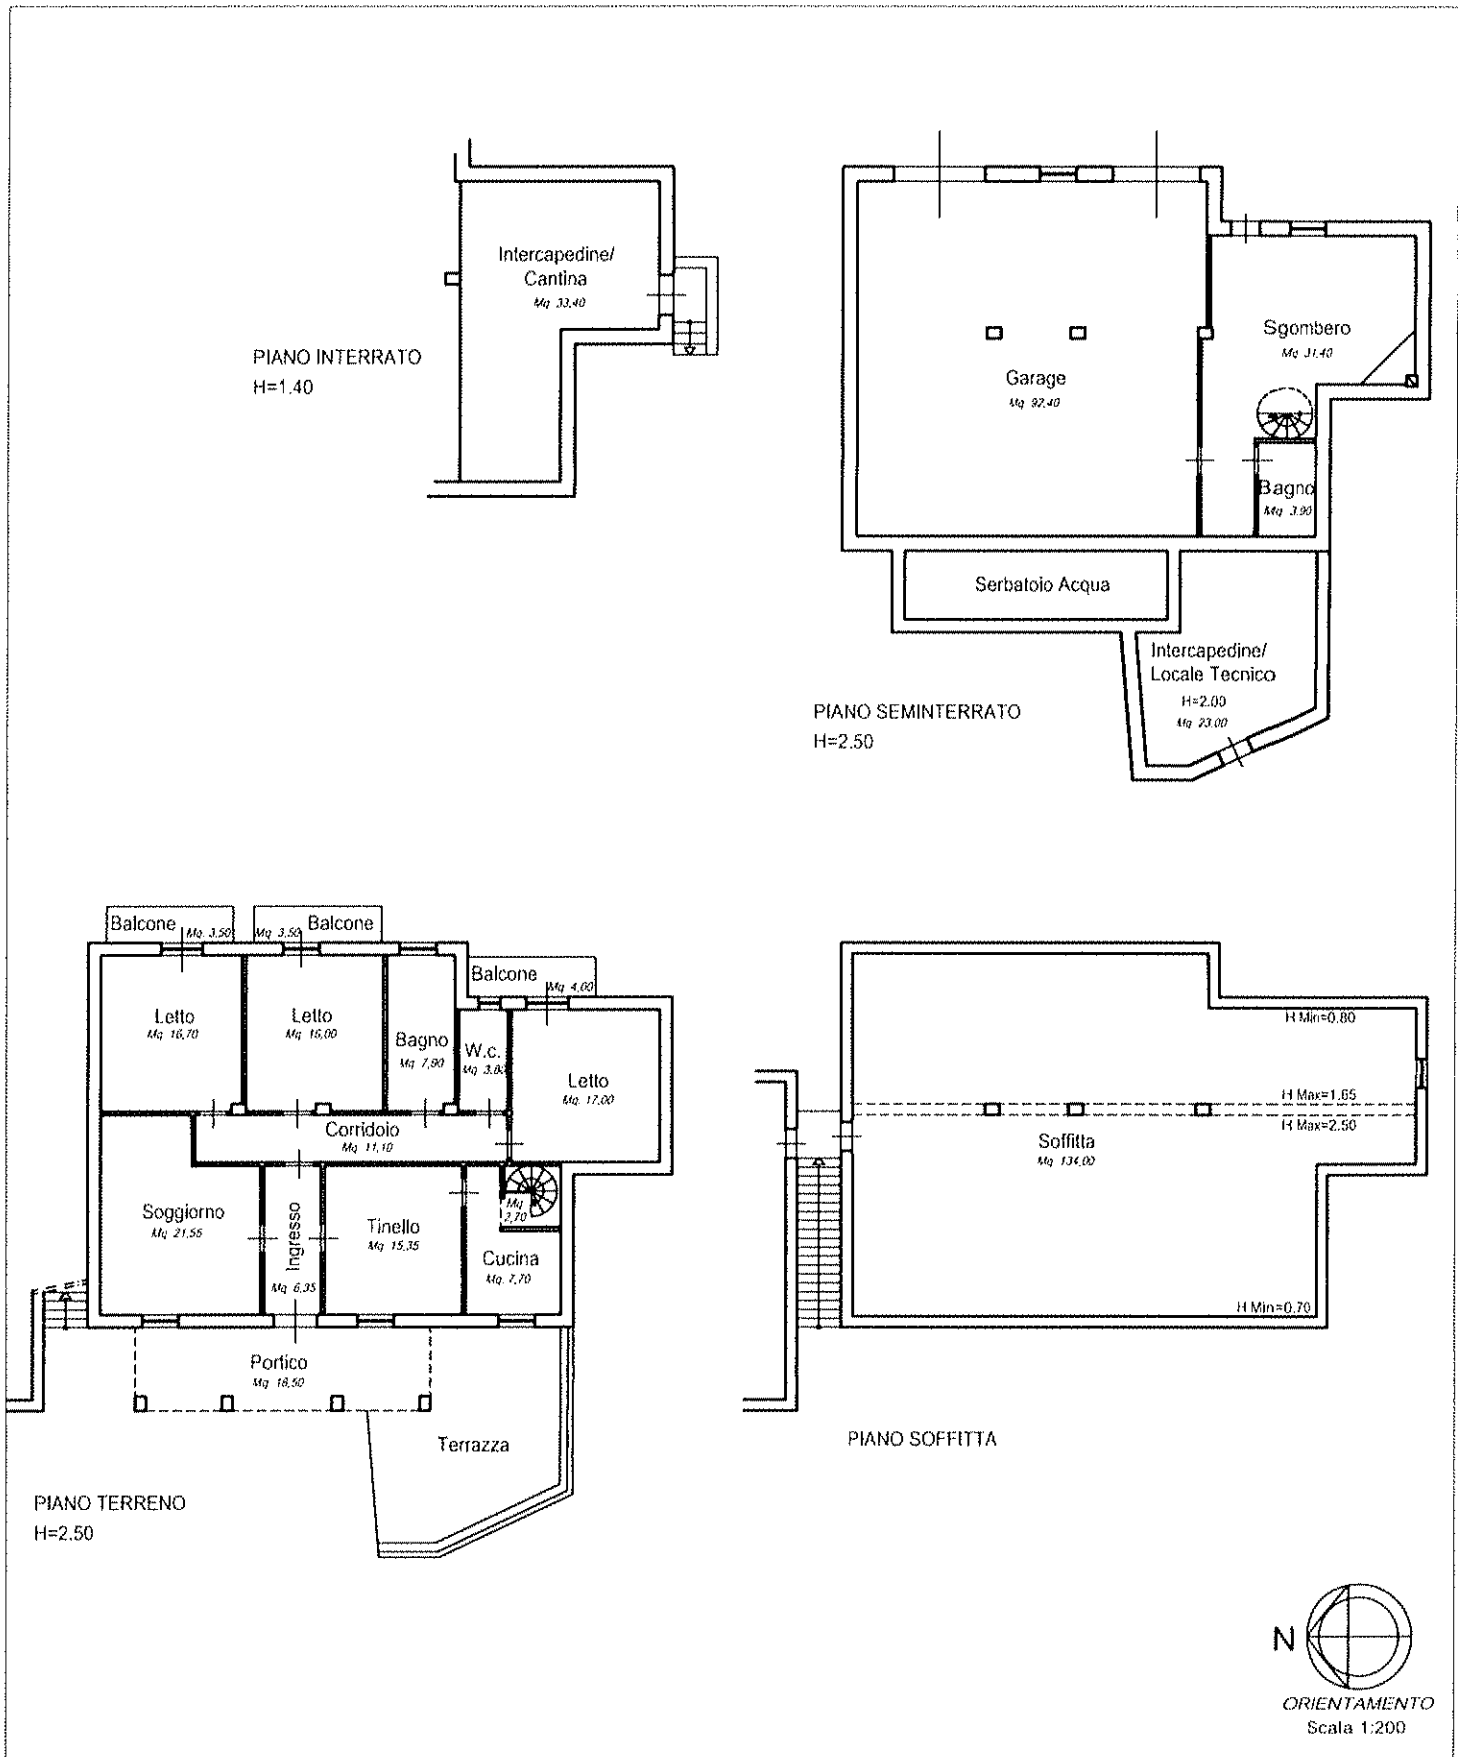 Intercapedine/
Cantina
Mq 33,40
PIANO INTERRATO
H=1.40
Sgombero
Mq 31,40
Garage
Mq 92,40
Bagno
Mq 3.90
Serbatoio Acqua
Intercapedine/
Locale Tecnico
H=2.00
Mq 23,00
PIANO SEMINTERRATO
H=2.50
Balcone
Mq 3,50
Mq 3,50
Balcone
Balcone
Mq 4,00
Letto
Mq 16,70
Letto
Mq 16,00
Bagno
Mq 7,90
W.c.
Letto
Mq 17,00
Corridoio
Mq 11,10
Soggiorno
Mq 21,55
Ingresso
Mq 6,35
Tinello
Mq 15,35
Mq
2,70
Cucina
Mq 7,70
Portico
Mq 18,50
Terrazza
PIANO TERRENO
H=2.50
H Min=0.80
H Max=1.65
H Max=2.50
Soffitta
Mq 134,00
H Min=0.70
PIANO SOFFITTA
N
ORIENTAMENTO
Scala 1:200